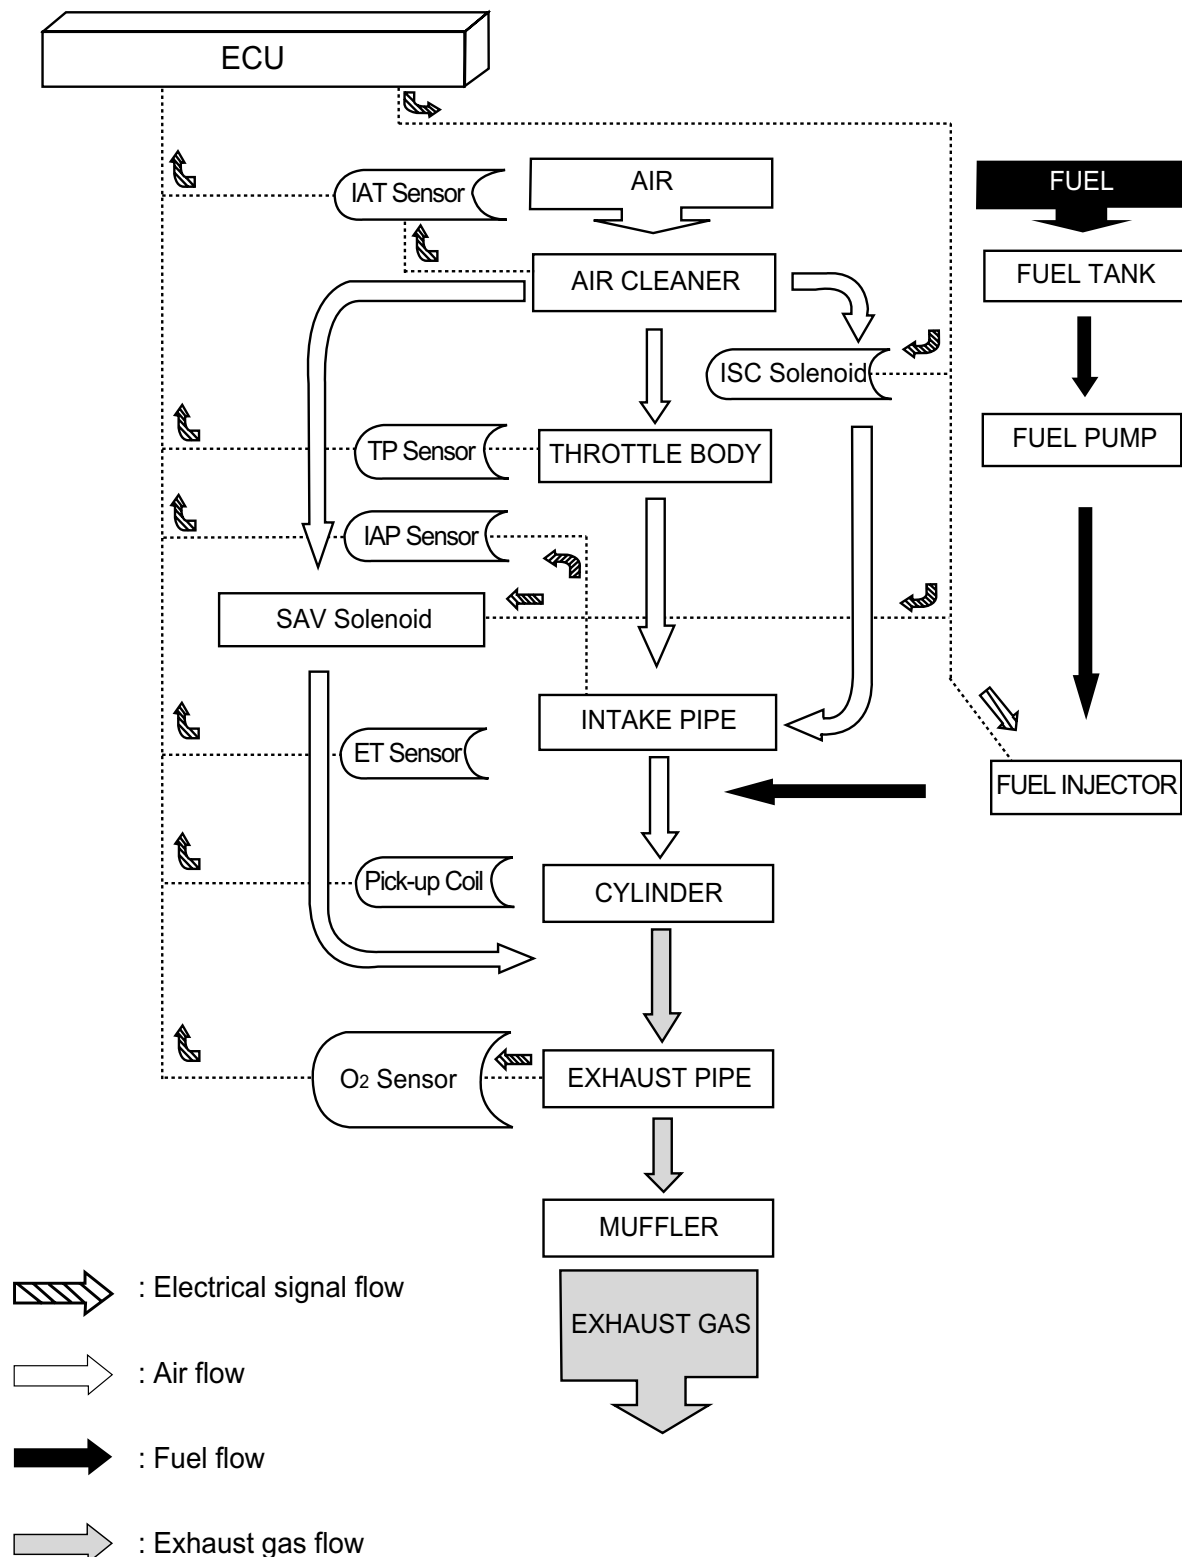 ECU
IAT Sensor
AIR
FUEL
AIR CLEANER
FUEL TANK
ISC Solenoid
TP Sensor
THROTTLE BODY
FUEL PUMP
IAP Sensor
SAV Solenoid
INTAKE PIPE
ET Sensor
FUEL INJECTOR
Pick-up Coil
CYLINDER
O2 Sensor
EXHAUST PIPE
MUFFLER
: Electrical signal flow
EXHAUST GAS
: Air flow
: Fuel flow
: Exhaust gas flow